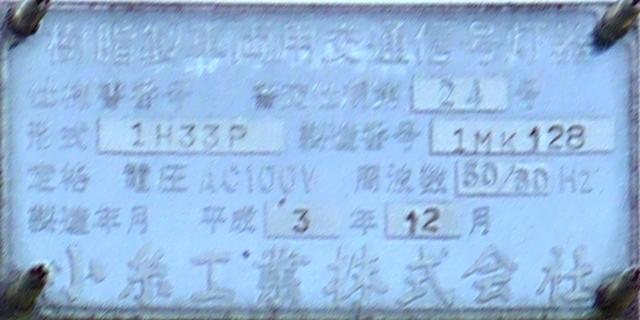 樹脂製車両用交通信号灯器
仕様書番号 警交仕規第 24 号
形式 1H33P 製造番号 1MK128
定格 電圧 AC100V 周波数 50/60 Hz
製造年月 平成 3 年 12 月
小糸工業株式会社